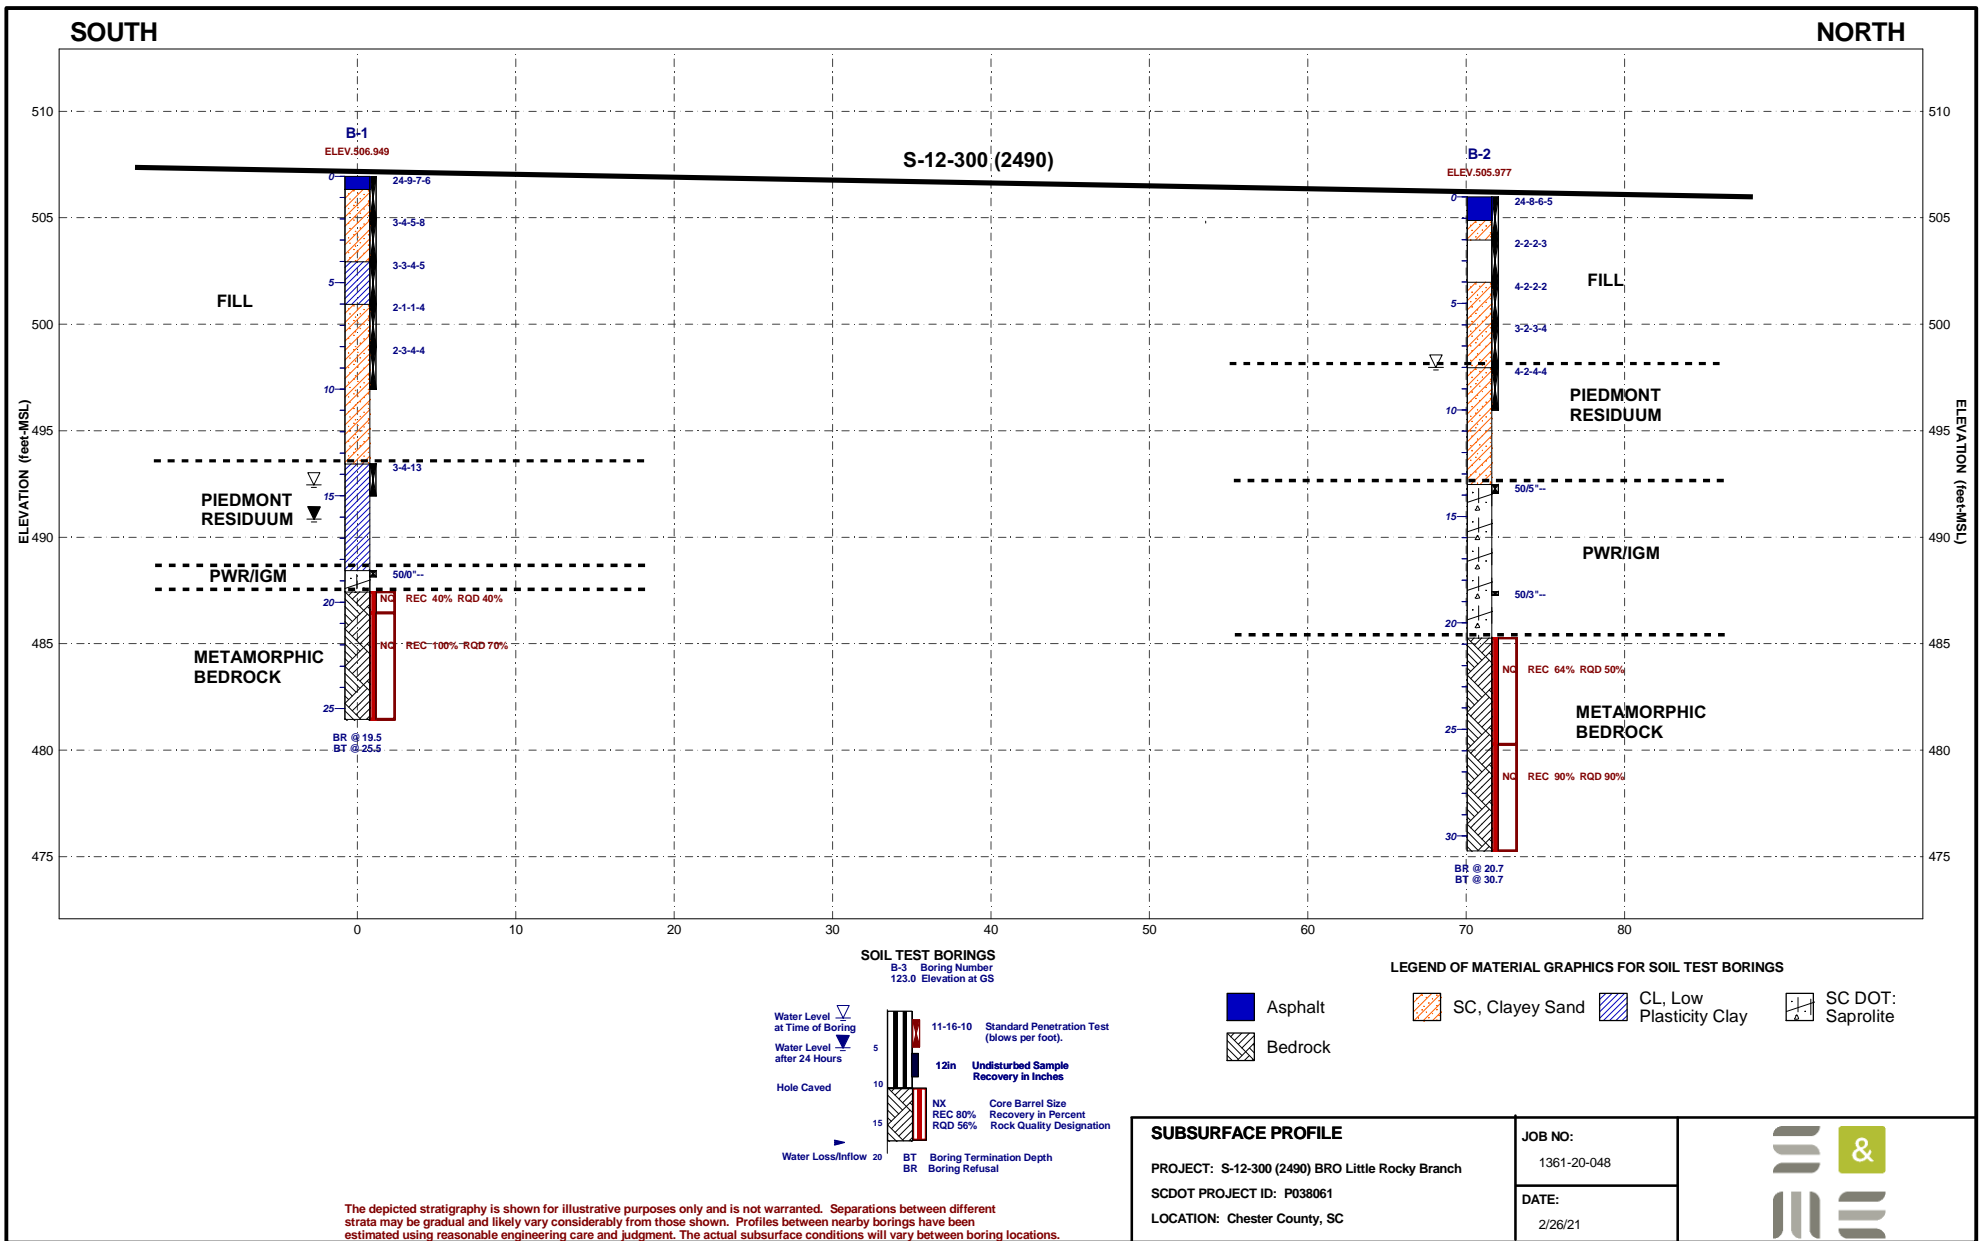 SOUTH
NORTH
510
510
505
505
500
500
495
495
490
490
485
485
480
480
475
475
ELEVATION (feet-MSL)
ELEVATION (feet-MSL)
0
10
20
30
40
50
60
70
80
S-12-300 (2490)
B-1
ELEV.506.949
0
5
10
15
20
25
24-9-7-6
3-4-5-8
3-3-4-5
2-1-1-4
2-3-4-4
3-4-13
50/0"--
NQ REC 40% RQD 40%
NQ REC 100% RQD 70%
BR @ 19.5
BT @ 25.5
FILL
PIEDMONT
RESIDUUM
PWR/IGM
METAMORPHIC
BEDROCK
B-2
ELEV.505.977
0
5
10
15
20
25
30
24-8-6-5
2-2-2-3
4-2-2-2
3-2-3-4
4-2-4-4
50/5"--
50/3"--
NQ REC 64% RQD 50%
NQ REC 90% RQD 90%
BR @ 20.7
BT @ 30.7
FILL
PIEDMONT
RESIDUUM
PWR/IGM
METAMORPHIC
BEDROCK
SOIL TEST BORINGS
B-3 Boring Number
123.0 Elevation at GS
Water Level
at Time of Boring
Water Level
after 24 Hours
Hole Caved
Water Loss/Inflow
5
10
15
20
11-16-10 Standard Penetration Test
(blows per foot).
12in Undisturbed Sample
Recovery in Inches
NX Core Barrel Size
REC 80% Recovery in Percent
RQD 56% Rock Quality Designation
BT Boring Termination Depth
BR Boring Refusal
LEGEND OF MATERIAL GRAPHICS FOR SOIL TEST BORINGS
Asphalt
SC, Clayey Sand
CL, Low
Plasticity Clay
SC DOT:
Saprolite
Bedrock
The depicted stratigraphy is shown for illustrative purposes only and is not warranted. Separations between different
strata may be gradual and likely vary considerably from those shown. Profiles between nearby borings have been
estimated using reasonable engineering care and judgment. The actual subsurface conditions will vary between boring locations.
SUBSURFACE PROFILE
PROJECT: S-12-300 (2490) BRO Little Rocky Branch
SCDOT PROJECT ID: P038061
LOCATION: Chester County, SC
JOB NO:
1361-20-048
DATE:
2/26/21
S&
ME